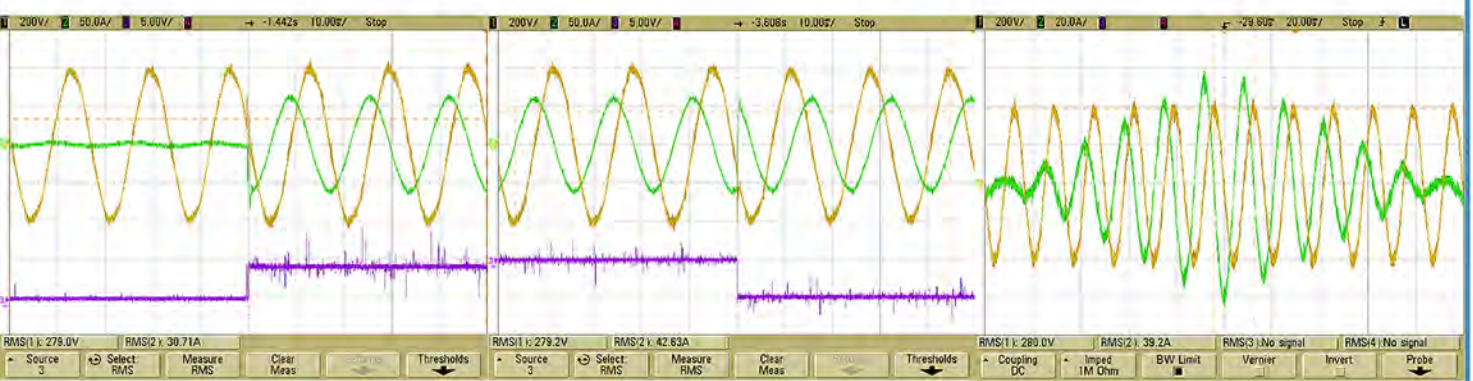 1 200V/ 2 50.0A/ 3 5.00V/ 4 -1.442s 10.00%/ Stop
1 200V/ 2 50.0A/ 3 5.00V/ 4 -3.608s 10.00%/ Stop
1 200V/ 2 20.0A/ 3 4 -29.60% 20.00%/ Stop L
RMS(1): 279.0V RMS(2): 30.71A
Source Select: Measure Clear Thresholds
3 RMS RMS Meas
RMS(1): 279.2V RMS(2): 42.63A
Source Select: Measure Clear Thresholds
3 RMS RMS Meas
RMS(1): 280.0V RMS(2): 39.2A RMS(3): No signal RMS(4): No signal
Coupling Imped BW Limit Vernier Invert Probe
DC 1M Ohm